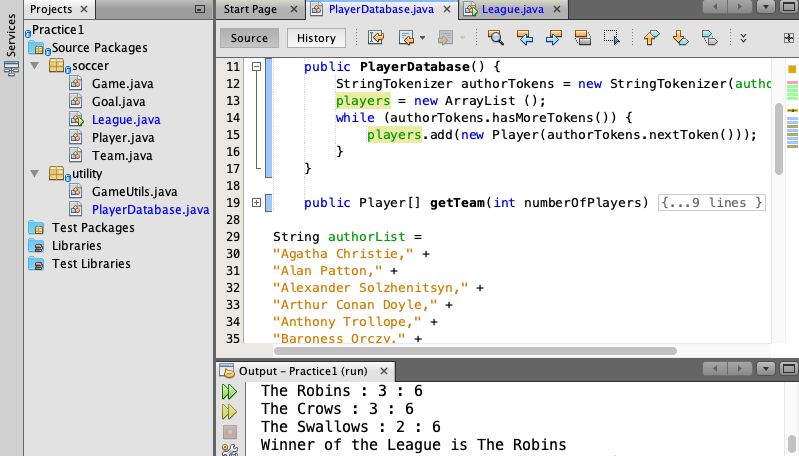 Services
Projects
Practice1
Source Packages
soccer
Game.java
Goal.java
League.java
Player.java
Team.java
utility
GameUtils.java
PlayerDatabase.java
Test Packages
Libraries
Test Libraries
Start Page PlayerDatabase.java League.java
Source History
11 public PlayerDatabase() {
12 StringTokenizer authorTokens = new StringTokenizer(autho
13 players = new ArrayList ();
14 while (authorTokens.hasMoreTokens()) {
15 players.add(new Player(authorTokens.nextToken()));
16 }
17 }
18
19 public Player[] getTeam(int numberOfPlayers) {...9 lines }
28
29 String authorList =
30 "Agatha Christie," +
31 "Alan Patton," +
32 "Alexander Solzhenitsyn," +
33 "Arthur Conan Doyle," +
34 "Anthony Trollope," +
35 "Baroness Orczy," +
Output – Practice1 (run)
The Robins : 3 : 6
The Crows : 3 : 6
The Swallows : 2 : 6
Winner of the League is The Robins